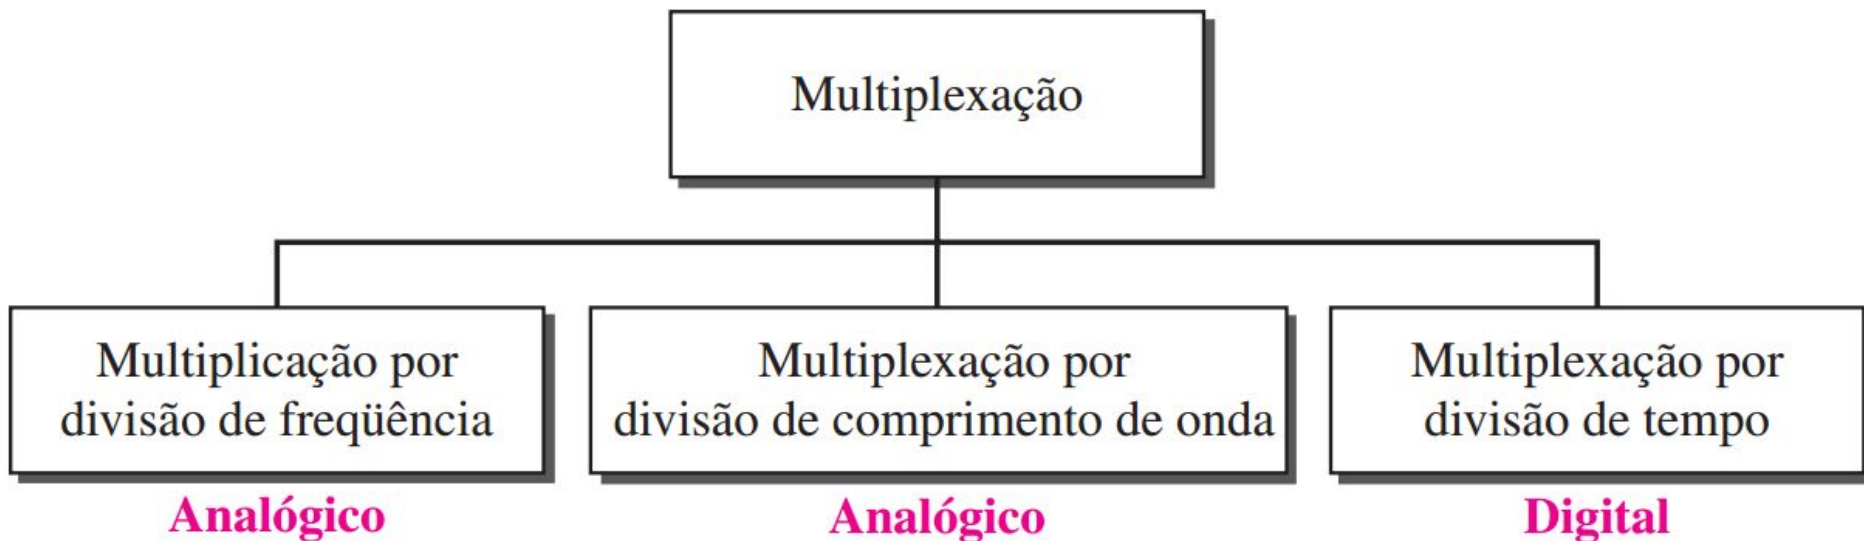 Multiplexação
Multiplicação por
divisão de freqüência
Analógico
Multiplexação por
divisão de comprimento de onda
Analógico
Multiplexação por
divisão de tempo
Digital